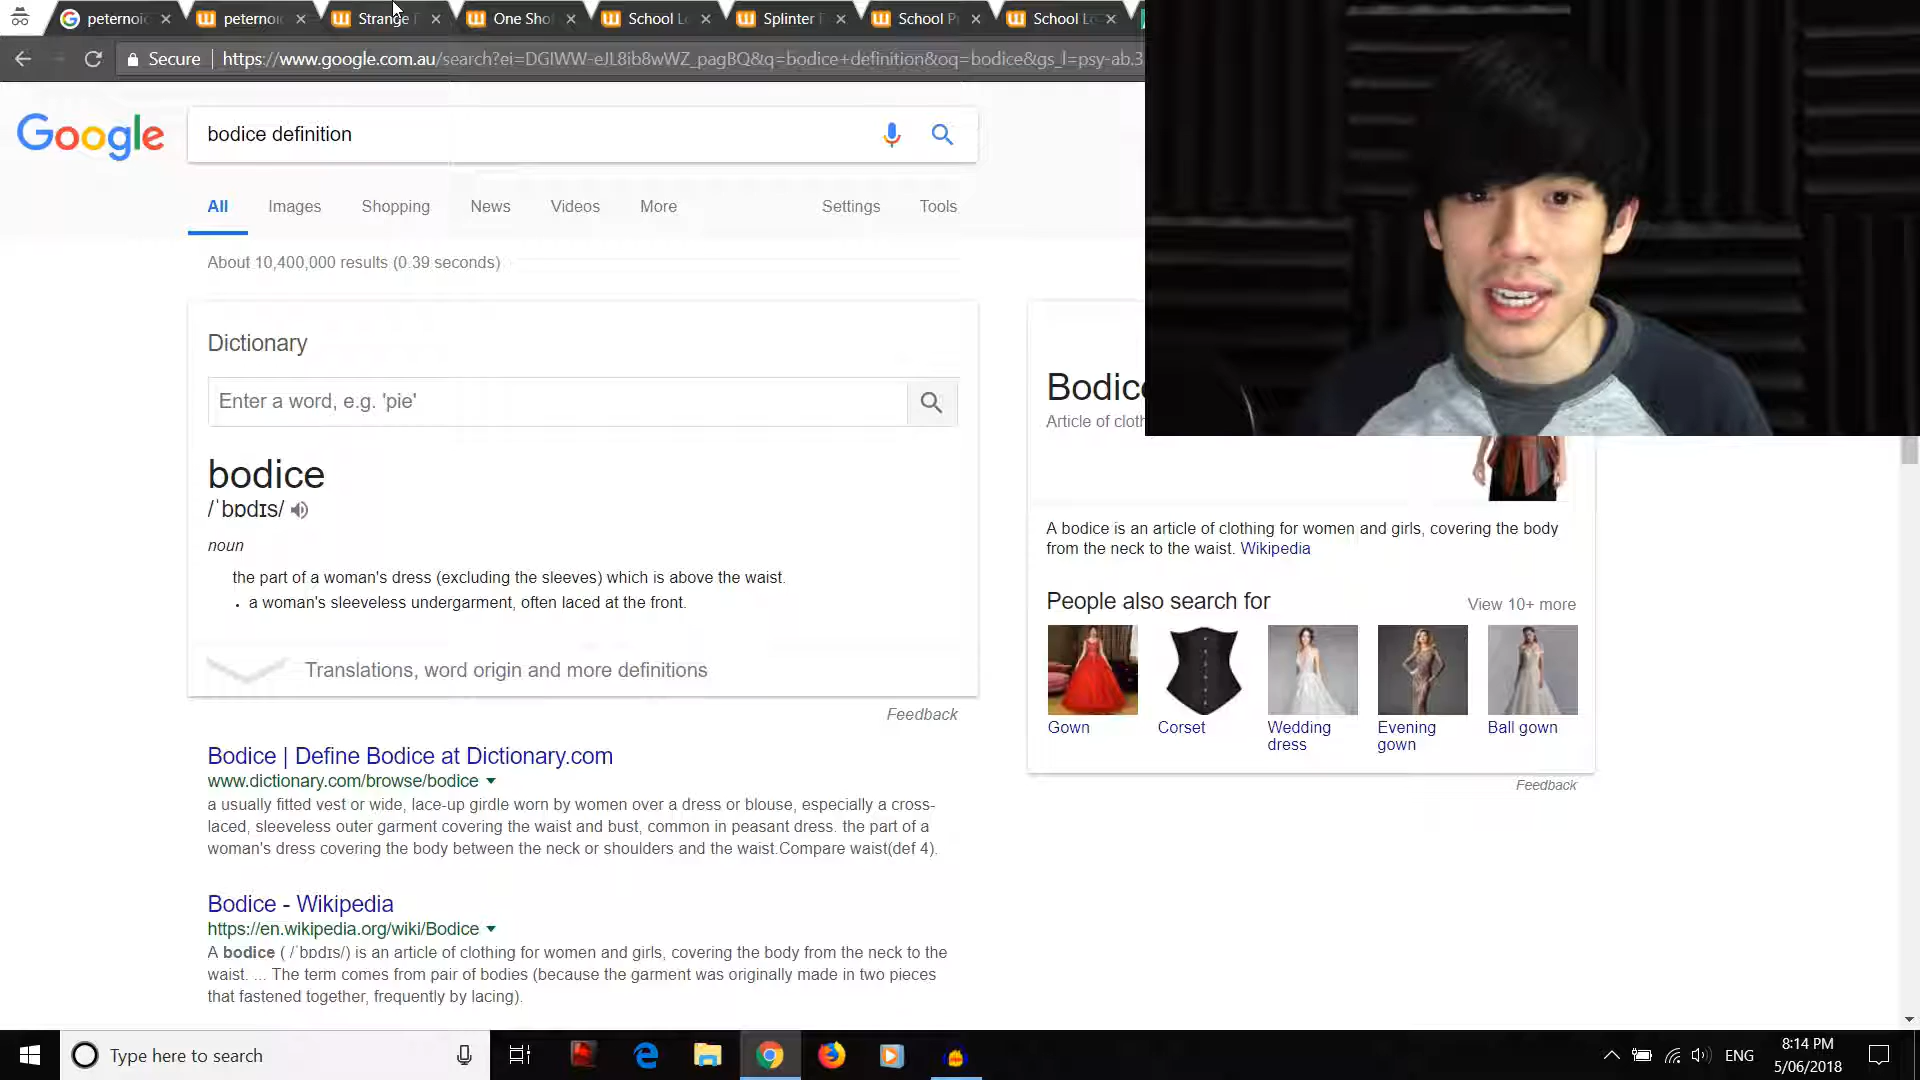 peternoi
peternoi
Strange
One Sho
School L
Splinter
School P
School L
Secure
https://www.google.com.au/search?ei=DGIWW-eJL8ib8wWZ_pagBQ&q=bodice+definition&oq=bodice&gs_l=psy-ab.3
Google
bodice definition
All
Images
Shopping
News
Videos
More
Settings
Tools
About 10,400,000 results (0.39 seconds)
Dictionary
Enter a word, e.g. 'pie'
bodice
/ˈbɒdɪs/
noun
the part of a woman's dress (excluding the sleeves) which is above the waist.
• a woman's sleeveless undergarment, often laced at the front.
Translations, word origin and more definitions
Feedback
Bodice | Define Bodice at Dictionary.com
www.dictionary.com/browse/bodice
a usually fitted vest or wide, lace-up girdle worn by women over a dress or blouse, especially a cross-
laced, sleeveless outer garment covering the waist and bust, common in peasant dress. the part of a
woman's dress covering the body between the neck or shoulders and the waist.Compare waist(def 4).
Bodice - Wikipedia
https://en.wikipedia.org/wiki/Bodice
A bodice ( /ˈbɒdɪs/) is an article of clothing for women and girls, covering the body from the neck to the
waist. ... The term comes from pair of bodies (because the garment was originally made in two pieces
that fastened together, frequently by lacing).
Bodice
Article of cloth
A bodice is an article of clothing for women and girls, covering the body
from the neck to the waist. Wikipedia
People also search for
View 10+ more
Gown
Corset
Wedding
dress
Evening
gown
Ball gown
Feedback
Type here to search
ENG
8:14 PM
5/06/2018